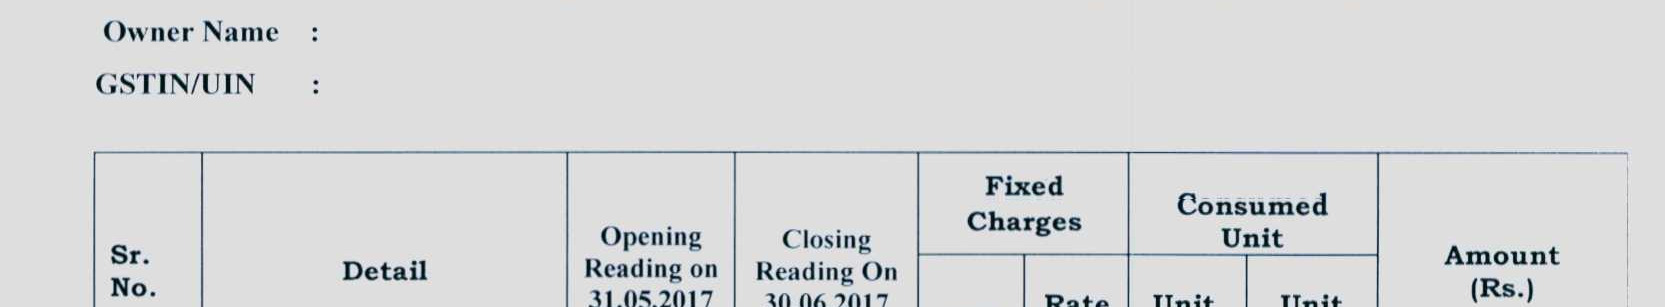 Owner Name :
GSTIN/UIN :
Sr.
No.
Detail
Opening
Reading on
31.05.2017
Closing
Reading On
30.06.2017
Fixed
Charges
Rate
Consumed
Unit
Unit
Unit
Amount
(Rs.)